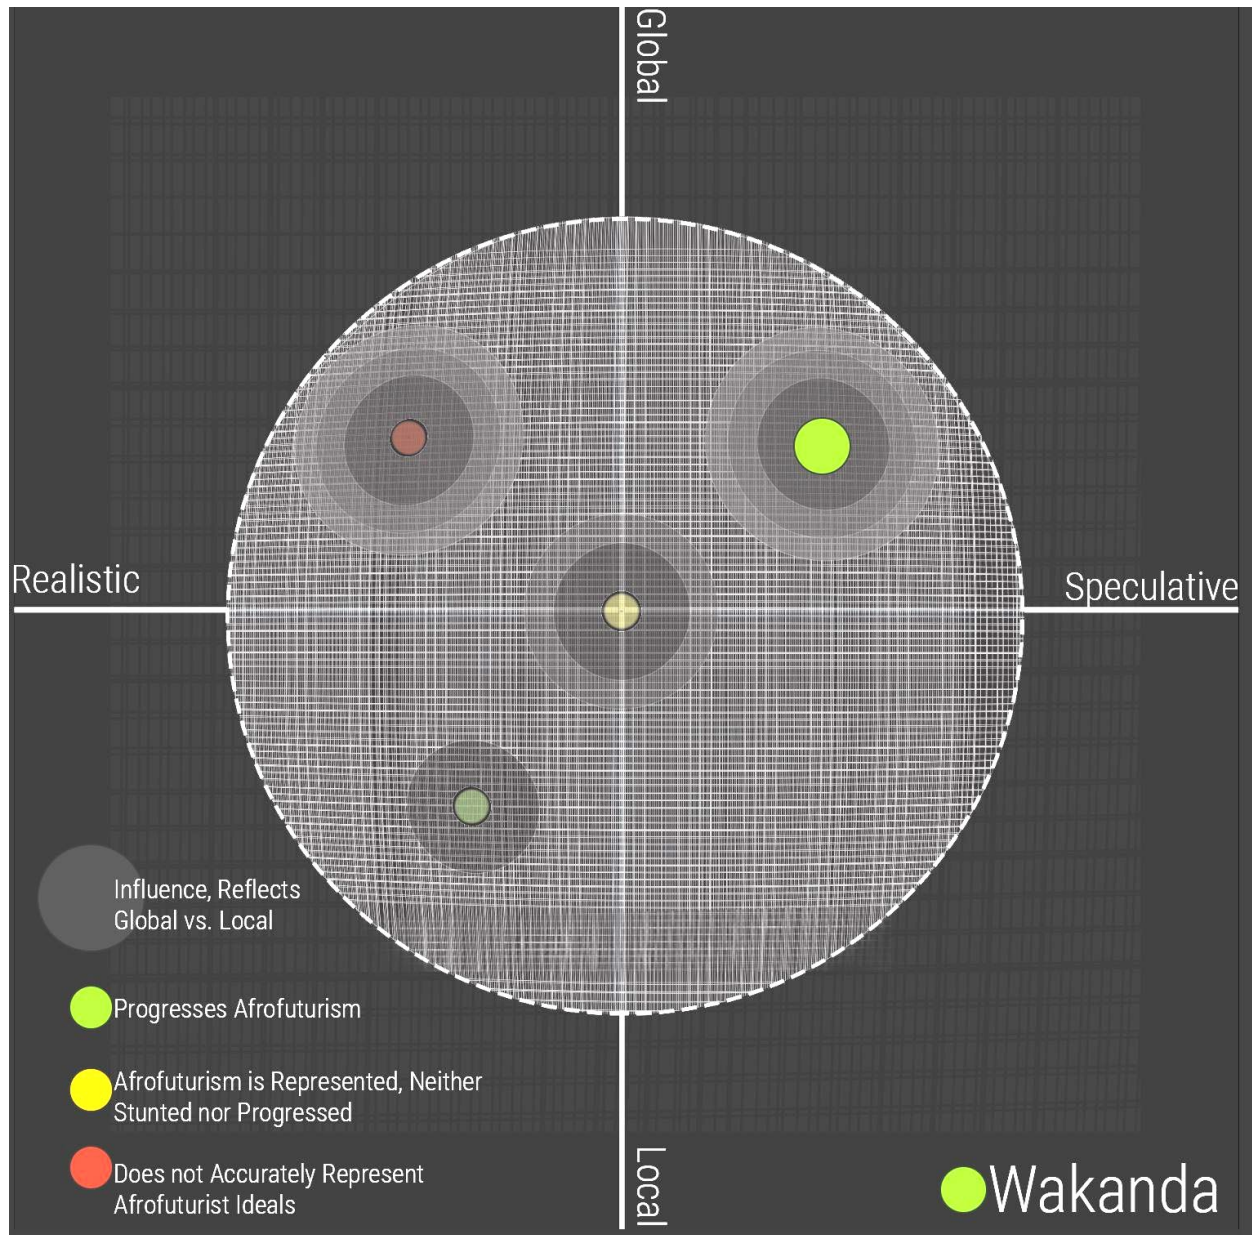 Global
Realistic
Speculative
Influence, Reflects
Global vs. Local
Progresses Afrofuturism
Afrofuturism is Represented, Neither
Stunted nor Progressed
Does not Accurately Represent
Afrofuturist Ideals
Local
Wakanda